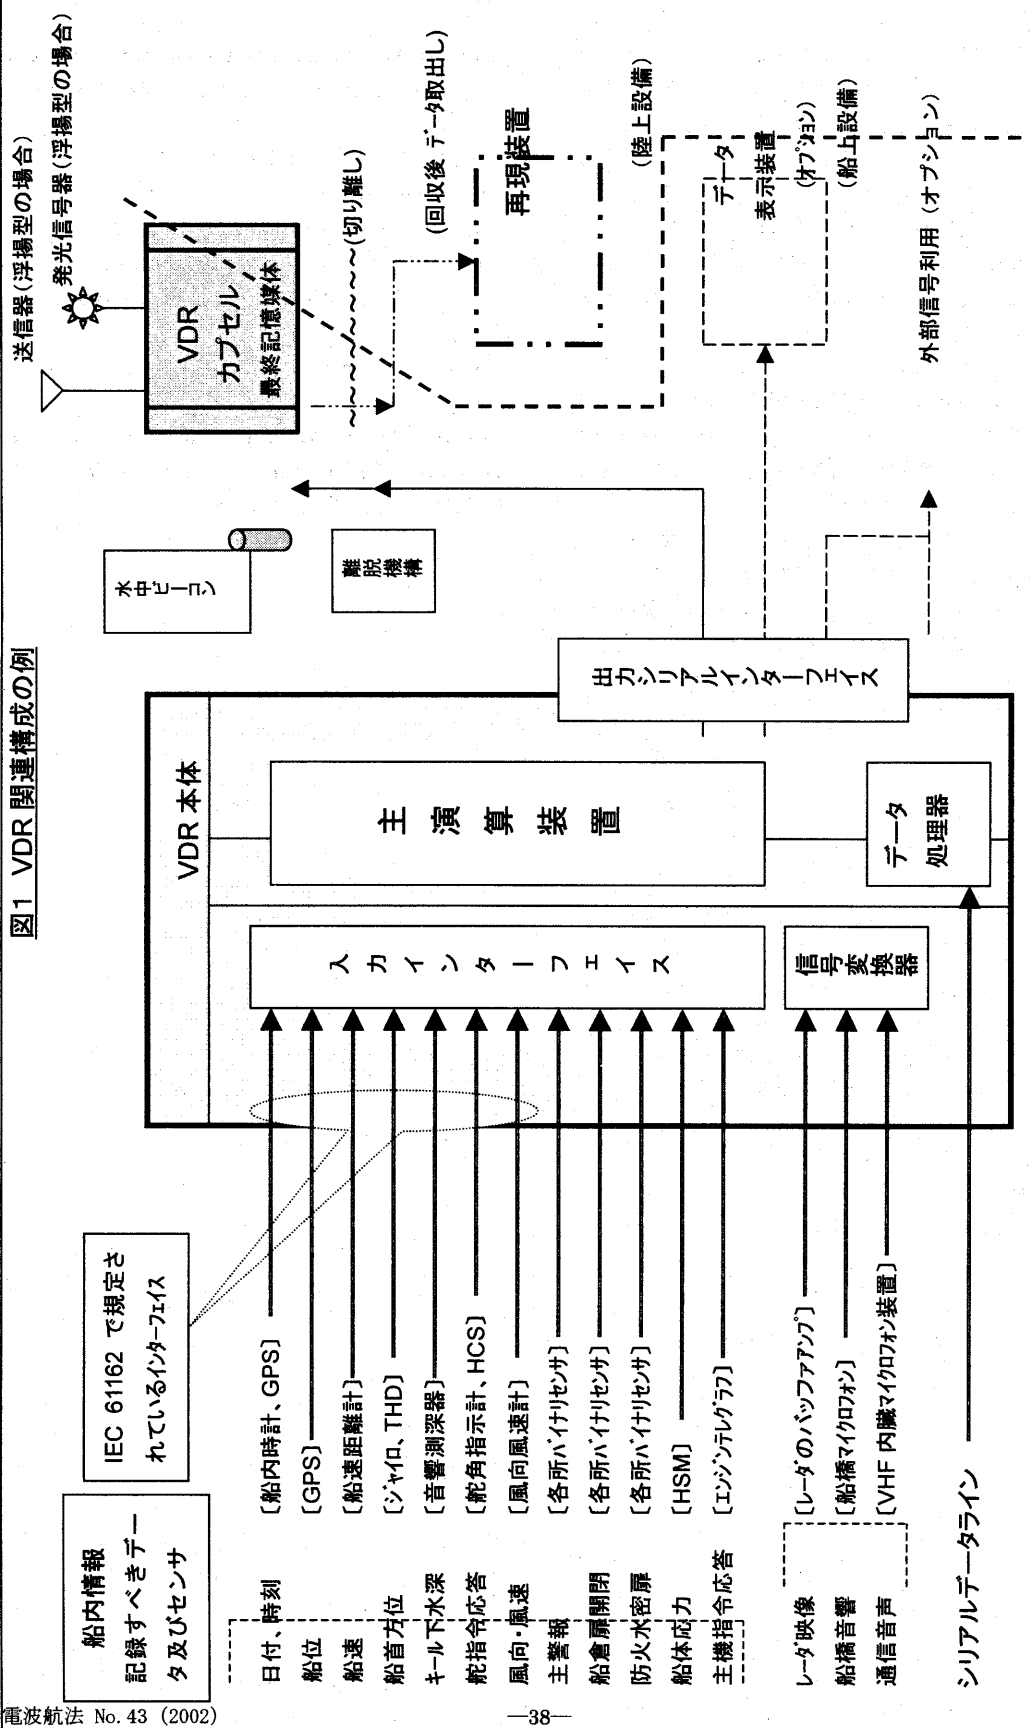 図1 VDR 関連構成の例
船内情報
記録すべきデー
タ及びセンサ
IEC 61162 で規定さ
れているインターフェイス
日付、時刻 [船内時計、GPS]
船位 [GPS]
船速 [船速距離計]
船首方位 [ジャイロ、THD]
キール下水深 [音響測深器]
舵指令応答 [舵角指示計、HCS]
風向・風速 [風向風速計]
主警報 [各所バイナリセンサ]
船倉扉開閉 [各所バイナリセンサ]
防火水密扉 [各所バイナリセンサ]
船体応力 [HSM]
主機指令応答 [エンジンテレグラフ]
レーダ映像 [レーダのバッファアンプ]
船橋音響 [船橋マイクロフォン]
通信音声 [VHF 内臓マイクロフォン装置]
シリアルデータライン
VDR 本体
入力インターフェイス
信号変換器
主演算装置
データ
処理器
出力シリアルインターフェイス
水中ビーコン
離脱機構
送信器(浮揚型の場合)
発光信号器(浮揚型の場合)
VDR
カプセル
最終記憶媒体
(切り離し)
(回収後 データ取出し)
再現装置
(陸上設備)
データ
表示装置
(オプション)
(船上設備)
外部信号利用(オプション)
電波航法 No.43 (2002)
—38—